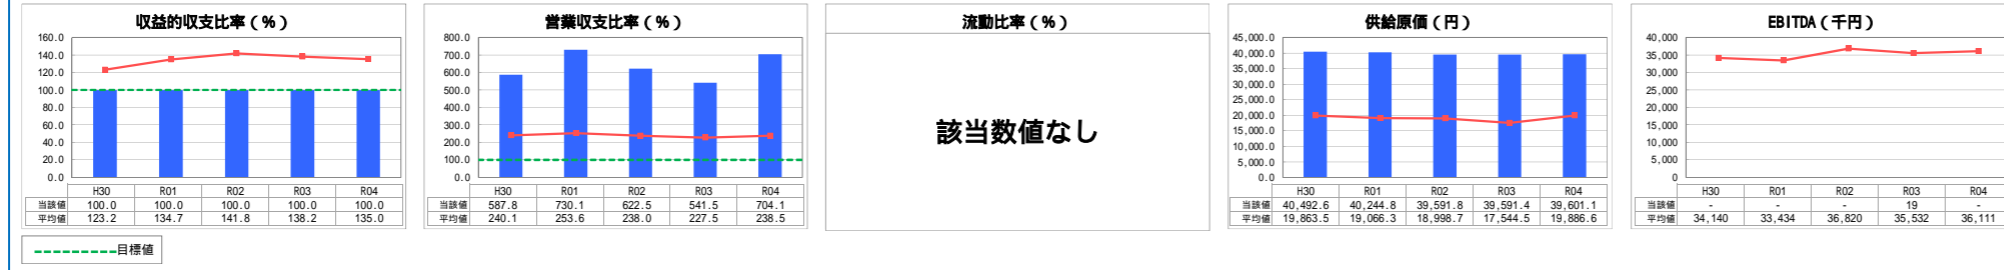 収益的収支比率(%)
160.0
140.0
120.0
100.0
80.0
60.0
40.0
20.0
0.0
H30 R01 R02 R03 R04
当該値 100.0 100.0 100.0 100.0 100.0
平均値 123.2 134.7 141.8 138.2 135.0
営業収支比率(%)
800.0
700.0
600.0
500.0
400.0
300.0
200.0
100.0
0.0
H30 R01 R02 R03 R04
当該値 587.8 730.1 622.5 541.5 704.1
平均値 240.1 253.6 238.0 227.5 238.5
流動比率(%)
該当数値なし
供給原価(円)
45,000.0
40,000.0
35,000.0
30,000.0
25,000.0
20,000.0
15,000.0
10,000.0
5,000.0
0.0
H30 R01 R02 R03 R04
当該値 40,492.6 40,244.8 39,591.8 39,591.4 39,601.1
平均値 19,863.5 19,066.3 18,998.7 17,544.5 19,886.6
EBITDA(千円)
40,000
35,000
30,000
25,000
20,000
15,000
10,000
5,000
0
H30 R01 R02 R03 R04
当該値 - - - 19 -
平均値 34,140 33,434 36,820 35,532 36,111
目標値